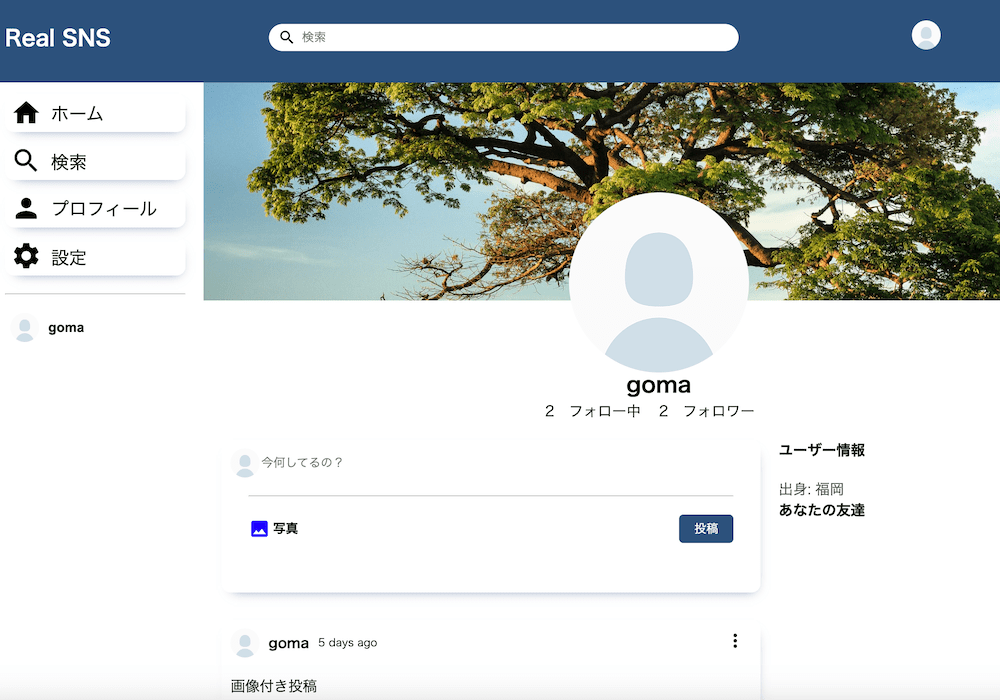 Real SNS
検索
ホーム
検索
プロフィール
設定
goma
goma
2 フォロー中 2 フォロワー
今何してるの？
写真
投稿
ユーザー情報
出身: 福岡
あなたの友達
goma 5 days ago
画像付き投稿